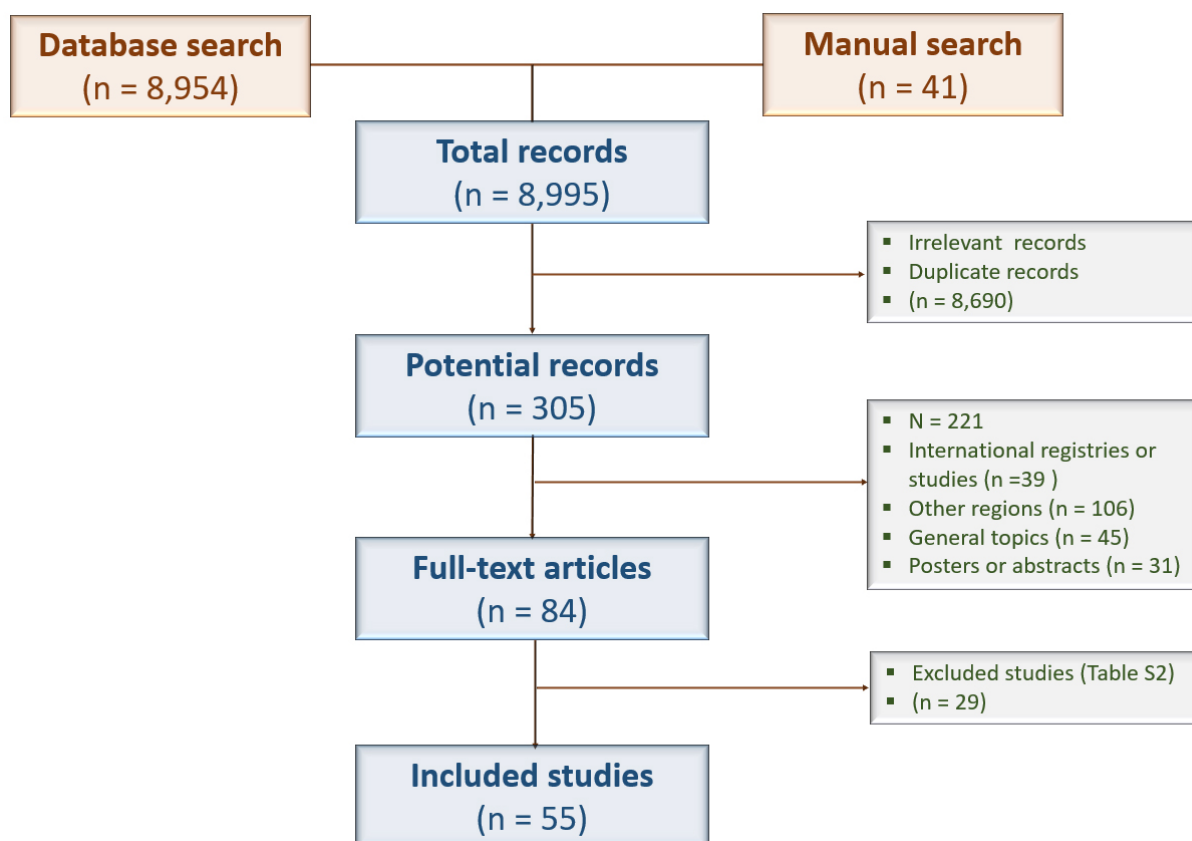 Database search
(n = 8,954)
Manual search
(n = 41)
Total records
(n = 8,995)
▪ Irrelevant  records
▪ Duplicate records
▪ (n = 8,690)
Potential records
(n = 305)
▪ N = 221
▪ International registries or
studies (n =39 )
▪ Other regions (n = 106)
▪ General topics (n = 45)
▪ Posters or abstracts (n = 31)
Full-text articles
(n = 84)
▪ Excluded studies (Table S2)
▪ (n = 29)
Included studies
(n = 55)